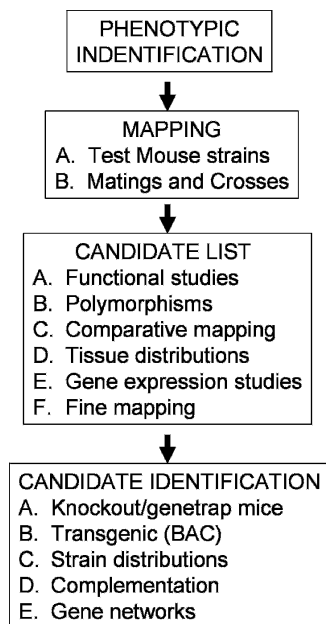 PHENOTYPIC
INDENTIFICATION
MAPPING
A. Test Mouse strains
B. Matings and Crosses
CANDIDATE LIST
A. Functional studies
B. Polymorphisms
C. Comparative mapping
D. Tissue distributions
E. Gene expression studies
F. Fine mapping
CANDIDATE IDENTIFICATION
A. Knockout/genetrap mice
B. Transgenic (BAC)
C. Strain distributions
D. Complementation
E. Gene networks